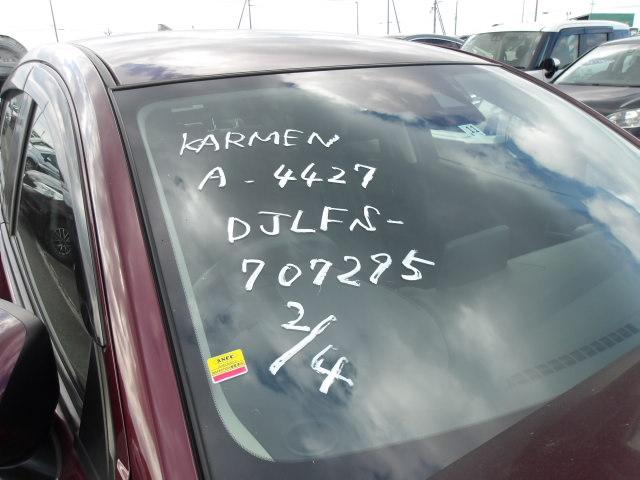 KARMEN
A-4427
DJLFS-
707295
2/4